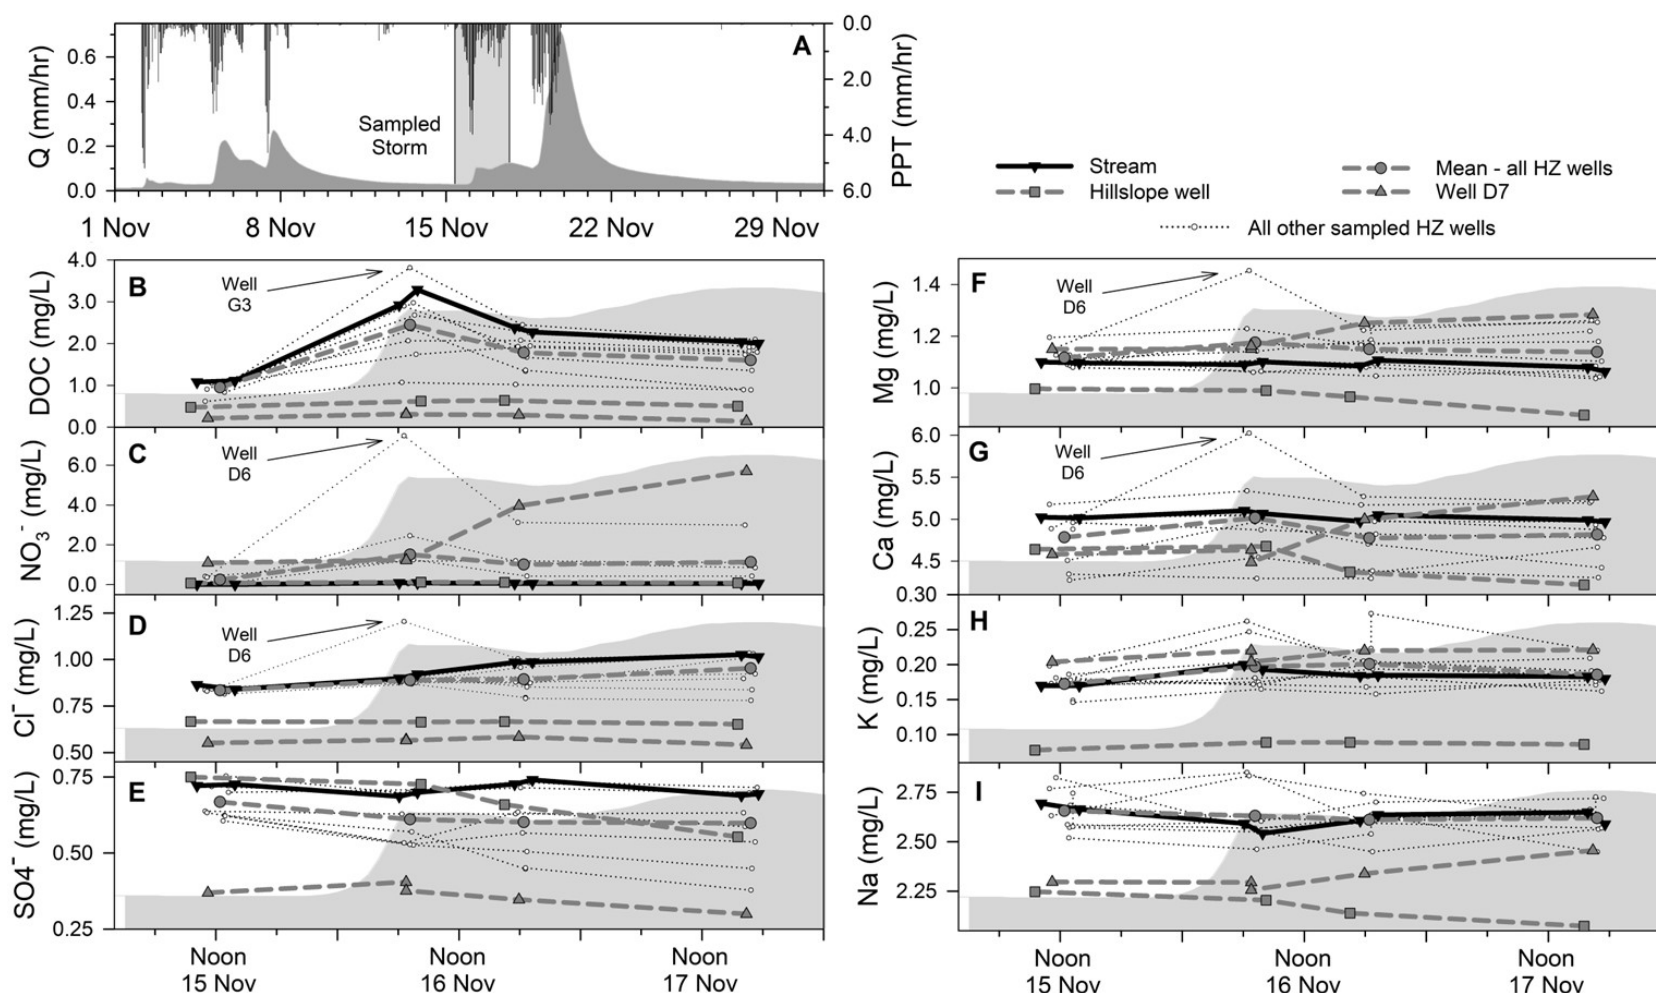 A
Q (mm/hr)
0.6
0.4
0.2
0.0
0.0
2.0
4.0
6.0
PPT (mm/hr)
Sampled
Storm
1 Nov
8 Nov
15 Nov
22 Nov
29 Nov
Stream
Hillslope well
Mean - all HZ wells
Well D7
All other sampled HZ wells
B
DOC (mg/L)
4.0
3.0
2.0
1.0
0.0
Well
G3
C
NO3⁻ (mg/L)
6.0
4.0
2.0
0.0
Well
D6
D
Cl⁻ (mg/L)
1.25
1.00
0.75
0.50
Well
D6
E
SO4⁻ (mg/L)
0.75
0.50
0.25
Noon
15 Nov
Noon
16 Nov
Noon
17 Nov
F
Mg (mg/L)
1.4
1.2
1.0
Well
D6
G
Ca (mg/L)
6.0
5.5
5.0
4.5
0.30
Well
D6
H
K (mg/L)
0.25
0.20
0.15
0.10
I
Na (mg/L)
2.75
2.50
2.25
Noon
15 Nov
Noon
16 Nov
Noon
17 Nov